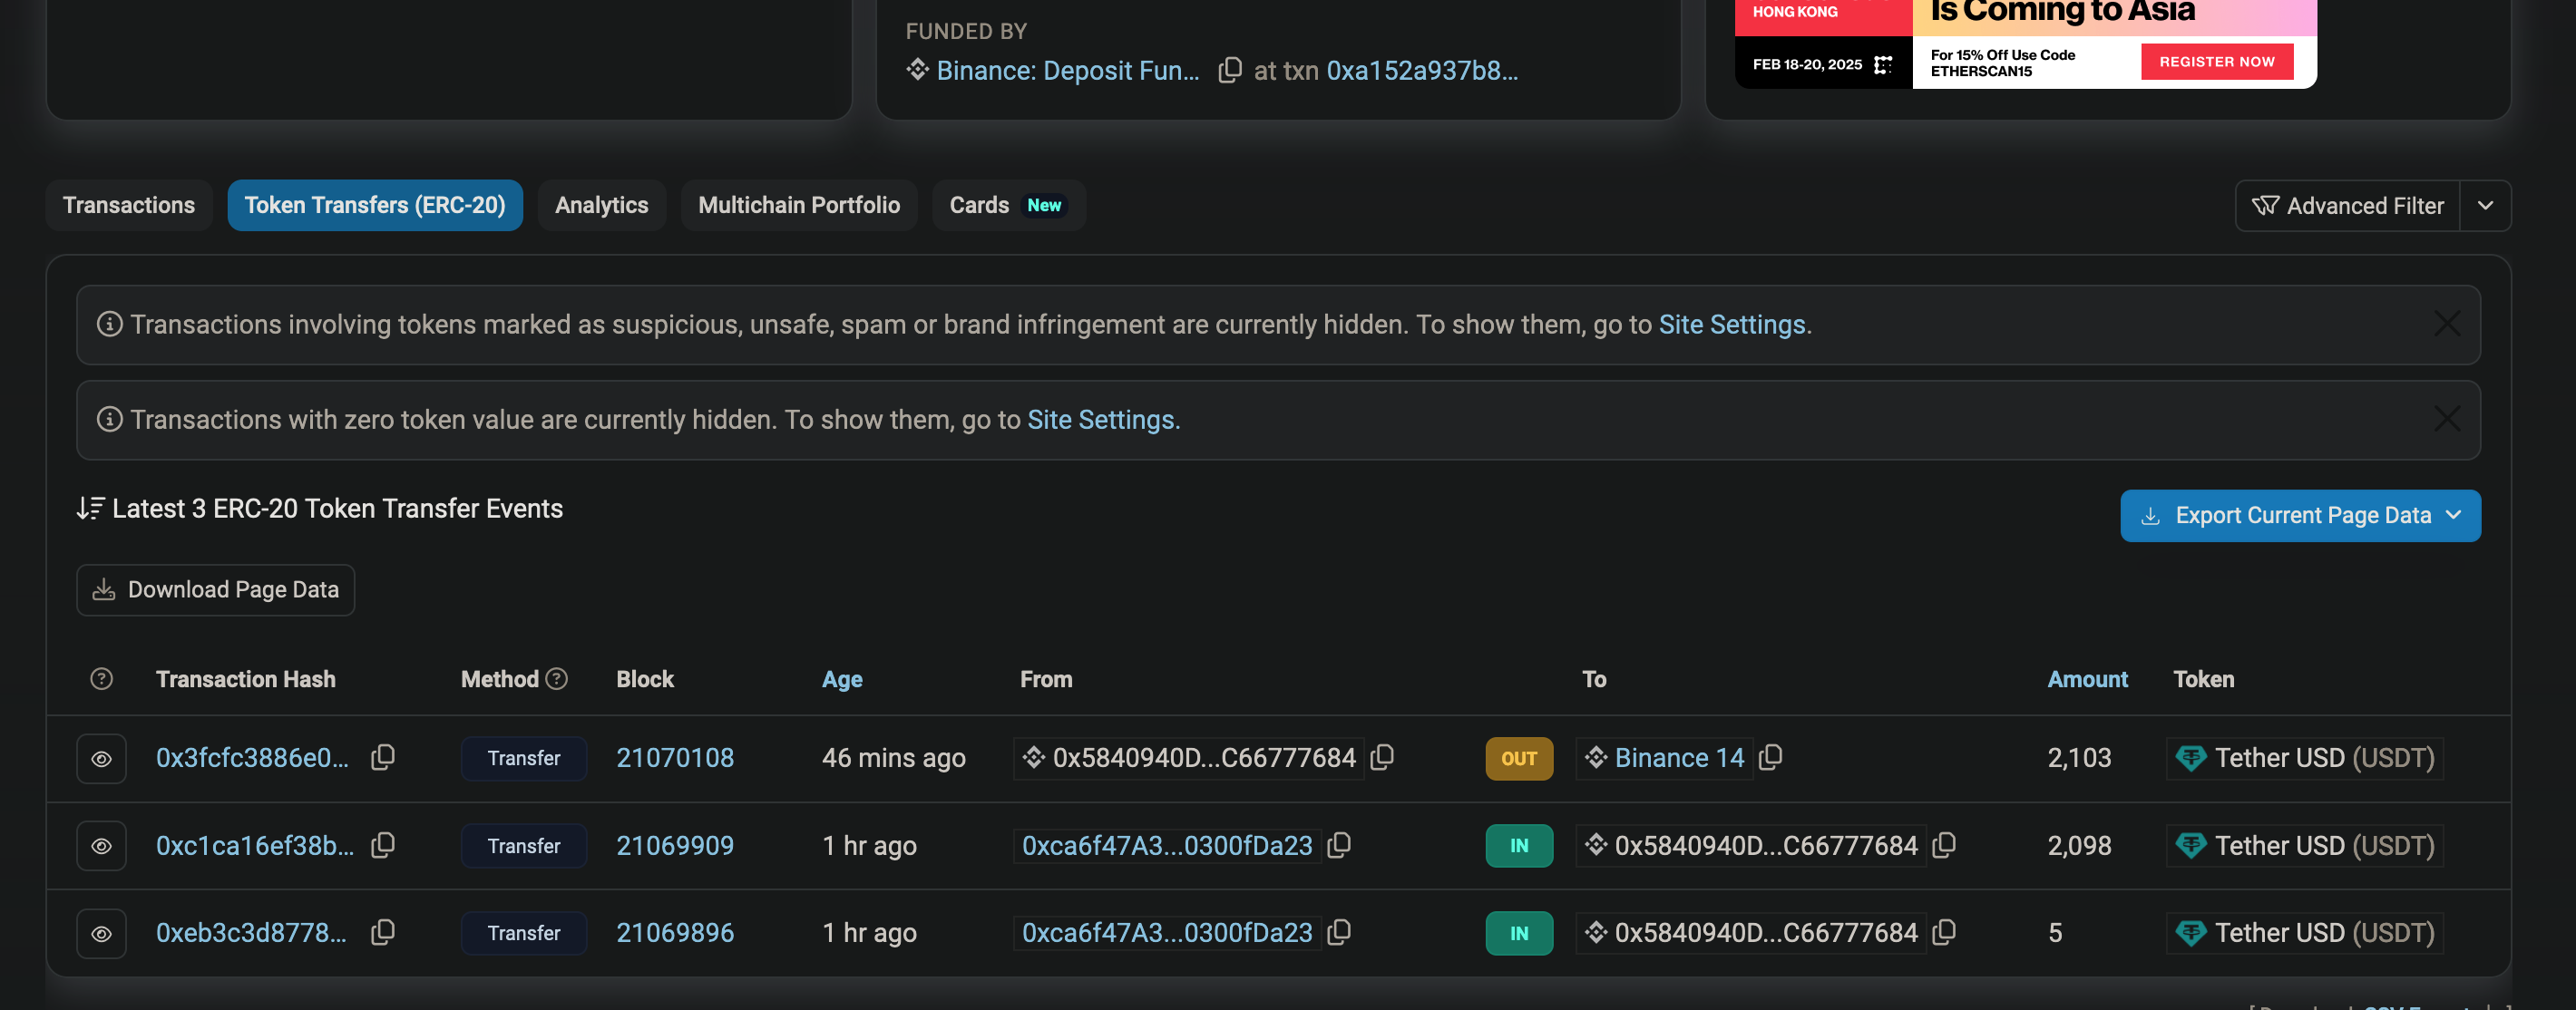 HONG KONG
Is Coming to Asia
FUNDED BY
Binance: Deposit Fun... at txn 0xa152a937b8...
FEB 18-20, 2025
For 15% Off Use Code
ETHERSCAN15
REGISTER NOW
Transactions
Token Transfers (ERC-20)
Analytics
Multichain Portfolio
Cards New
Advanced Filter
Transactions involving tokens marked as suspicious, unsafe, spam or brand infringement are currently hidden. To show them, go to Site Settings.
Transactions with zero token value are currently hidden. To show them, go to Site Settings.
Latest 3 ERC-20 Token Transfer Events
Export Current Page Data
Download Page Data
Transaction Hash Method Block Age From To Amount Token
0x3fcfc3886e0... Transfer 21070108 46 mins ago 0x5840940D...C66777684 OUT Binance 14 2,103 Tether USD (USDT)
0xc1ca16ef38b... Transfer 21069909 1 hr ago 0xca6f47A3...0300fDa23 IN 0x5840940D...C66777684 2,098 Tether USD (USDT)
0xeb3c3d8778... Transfer 21069896 1 hr ago 0xca6f47A3...0300fDa23 IN 0x5840940D...C66777684 5 Tether USD (USDT)